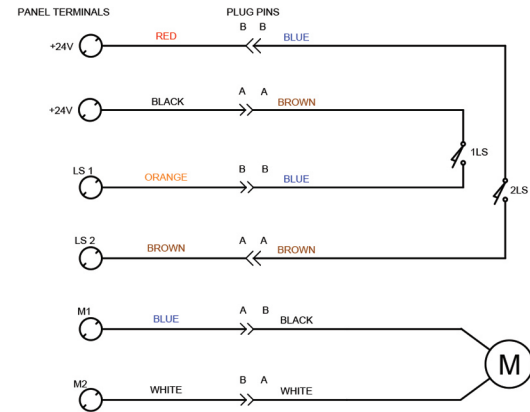 PANEL TERMINALS PLUG PINS
B B
+24V RED BLUE
A A
+24V BLACK BROWN
1LS
LS 1 B B
ORANGE BLUE
2LS
LS 2 A A
BROWN BROWN
M1 A B
BLUE BLACK
M
M2 B A
WHITE WHITE